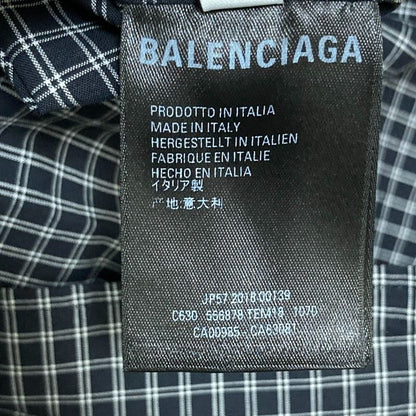 BALENCIAGA
PRODOTTO IN ITALIA
MADE IN ITALY
HERGESTELLT IN ITALIEN
FABRIQUE EN ITALIE
HECHO EN ITALIA
イタリア製
产地:意大利
JP57 2018 00139
C630 556878 TEM18 1070
CA00985 - CA63081